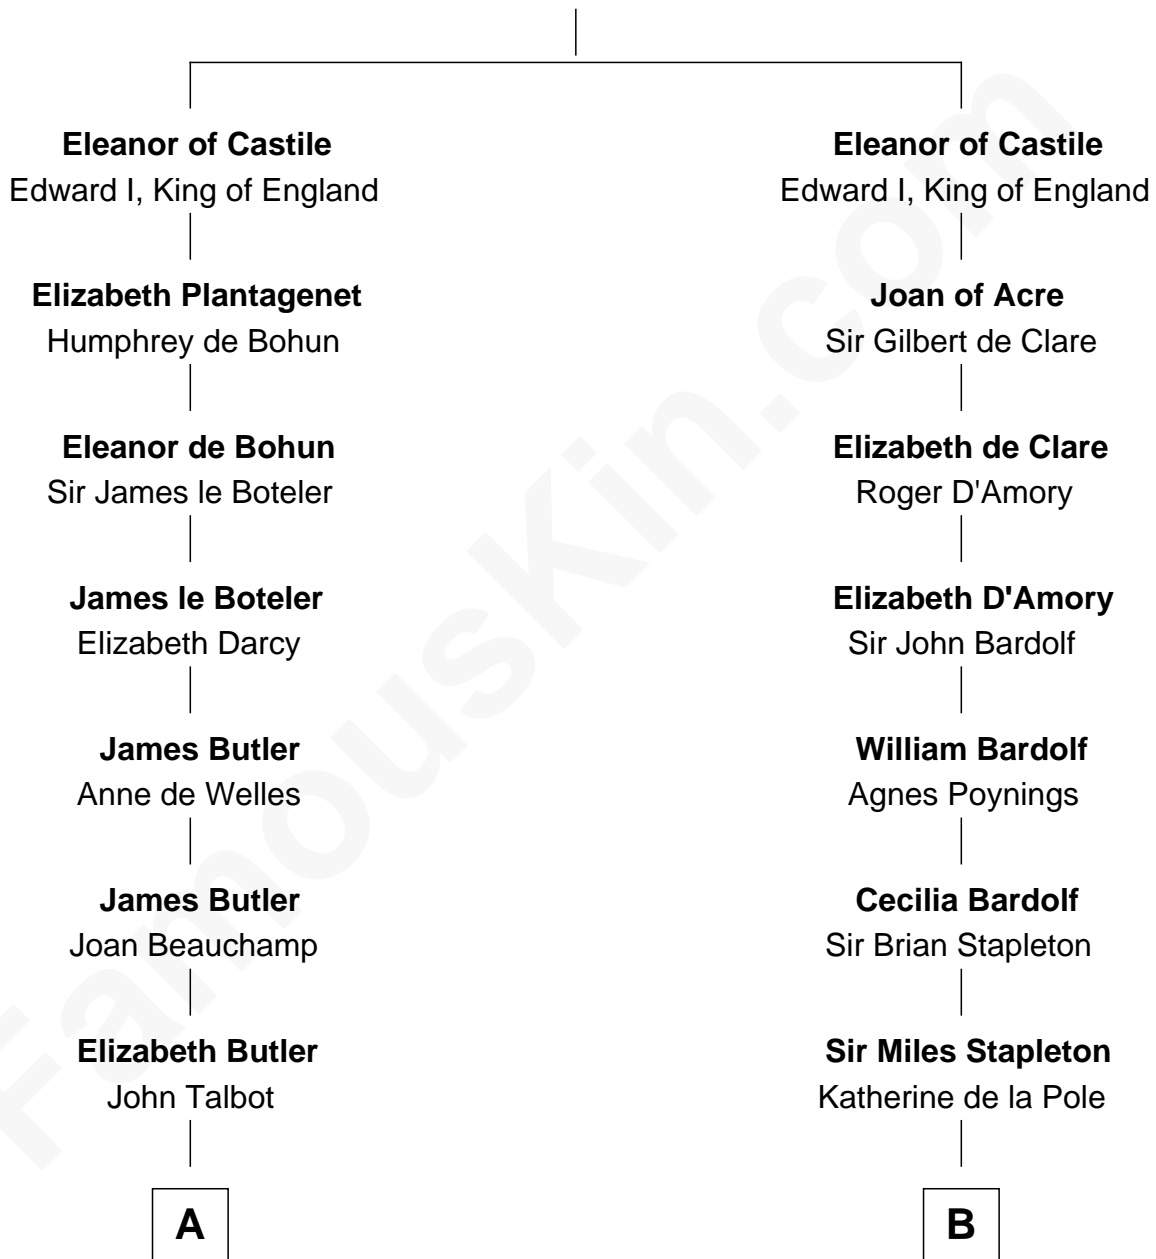 Eleanor of Castile
Edward I, King of England
Elizabeth Plantagenet
Humphrey de Bohun
Eleanor de Bohun
Sir James le Boteler
James le Boteler
Elizabeth Darcy
James Butler
Anne de Welles
James Butler
Joan Beauchamp
Elizabeth Butler
John Talbot
A
Eleanor of Castile
Edward I, King of England
Joan of Acre
Sir Gilbert de Clare
Elizabeth de Clare
Roger D'Amory
Elizabeth D'Amory
Sir John Bardolf
William Bardolf
Agnes Poynings
Cecilia Bardolf
Sir Brian Stapleton
Sir Miles Stapleton
Katherine de la Pole
B
FamousKin.com